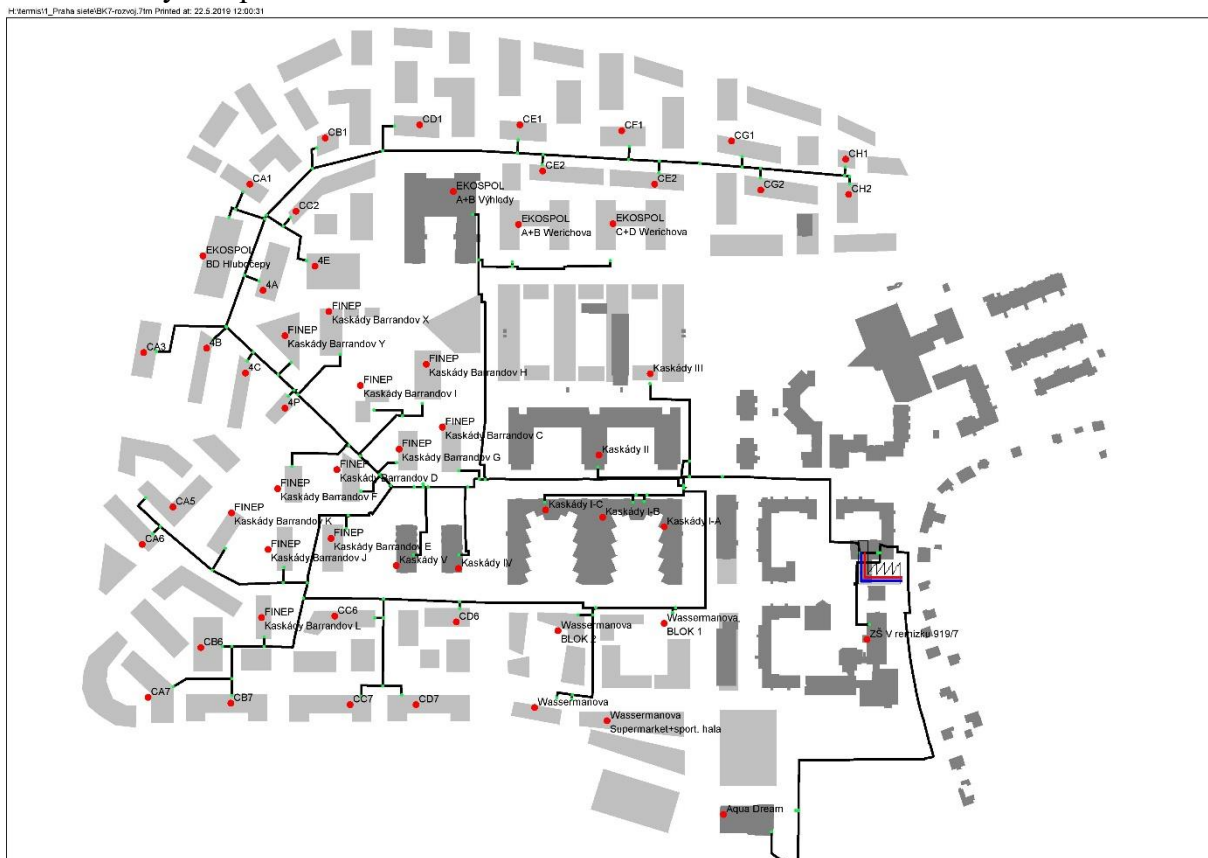 H:\termis\1_Praha siete\BK7-rozvoj.7tm Printed at: 22.5.2019 12:00:31
CD1
CE1
CF1
CB1
CG1
CH1
CE2
CE2
CG2
CH2
CA1
CC2
EKOSPOL
A+B Výhledy
EKOSPOL
A+B Werichova
EKOSPOL
C+D Werichova
EKOSPOL
BD Hlubočepy
4E
4A
FINEP
Kaskády Barrandov X
FINEP
Kaskády Barrandov Y
CA3
4B
4C
FINEP
Kaskády Barrandov H
FINEP
Kaskády Barrandov I
Kaskády III
4P
FINEP
Kaskády Barrandov C
FINEP
Kaskády Barrandov G
Kaskády II
FINEP
Kaskády Barrandov D
FINEP
Kaskády Barrandov F
CA5
FINEP
Kaskády Barrandov K
Kaskády I-C
Kaskády I-B
Kaskády I-A
CA6
FINEP
Kaskády Barrandov E
FINEP
Kaskády Barrandov J
Kaskády V
Kaskády IV
FINEP
Kaskády Barrandov L
CC6
CD6
Wassermanova
BLOK 2
Wassermanova,
BLOK 1
ZŠ V remízku 919/7
CB6
CA7
CB7
CC7
CD7
Wassermanova
Wassermanova
Supermarket+sport. hala
Aqua Dream